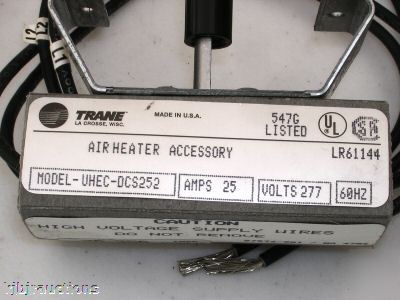 TRANE
LA CROSSE, WISC.
MADE IN U.S.A.
547G
LISTED
UL
LR61144
AIR HEATER ACCESSORY
MODEL-UHEC-DCS252
AMPS 25
VOLTS 277
60HZ
CAUTION
HIGH VOLTAGE SUPPLY WIRES
DO NOT REMOVE